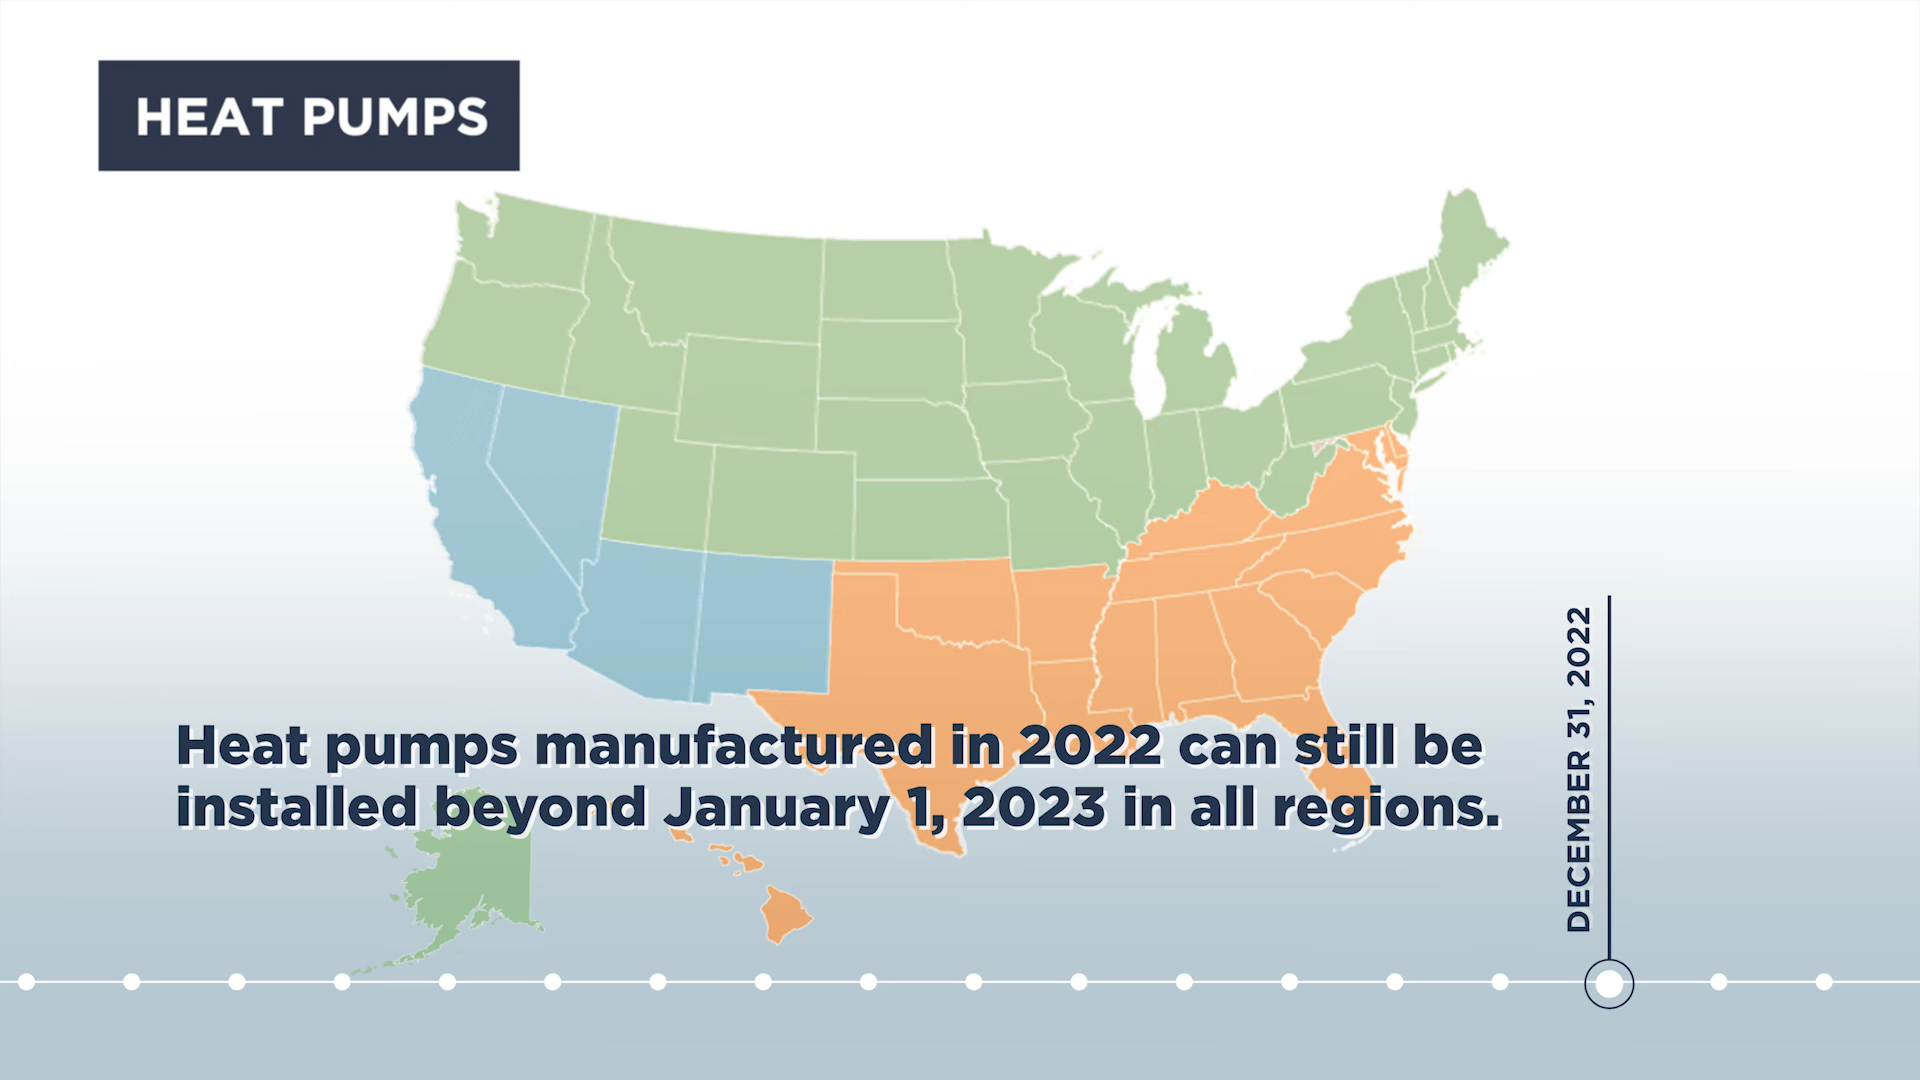 HEAT PUMPS
Heat pumps manufactured in 2022 can still be
installed beyond January 1, 2023 in all regions.
DECEMBER 31, 2022